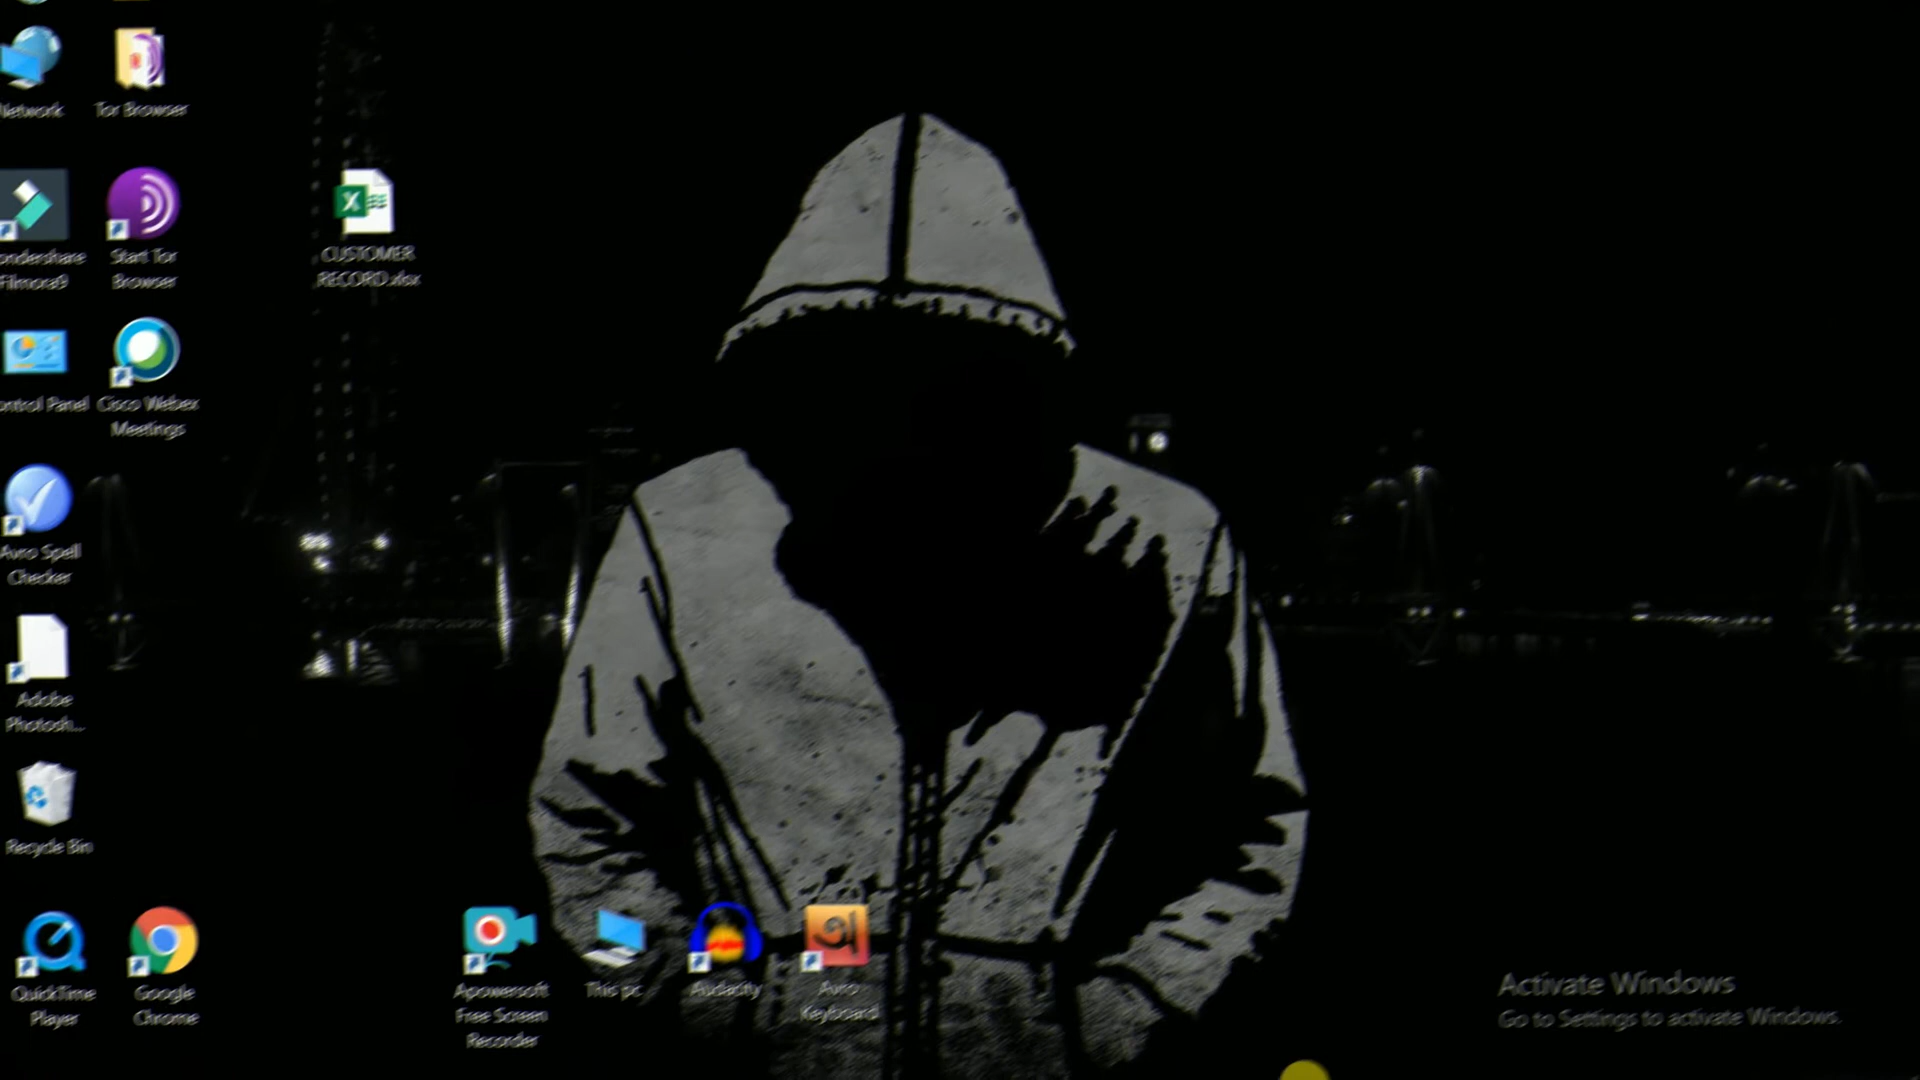 Network
Tor Browser
ondershare
Filmora9
Start Tor
Browser
CUSTOMER
RECORD.xlsx
ontrol Panel
Cisco Webex
Meetings
Avro Spell
Checker
Adobe
Photosh...
Recycle Bin
QuickTime
Player
Google
Chrome
Apowersoft
Free Screen
Recorder
This pc
Audacity
Avro
Keyboard
Activate Windows
Go to Settings to activate Windows.